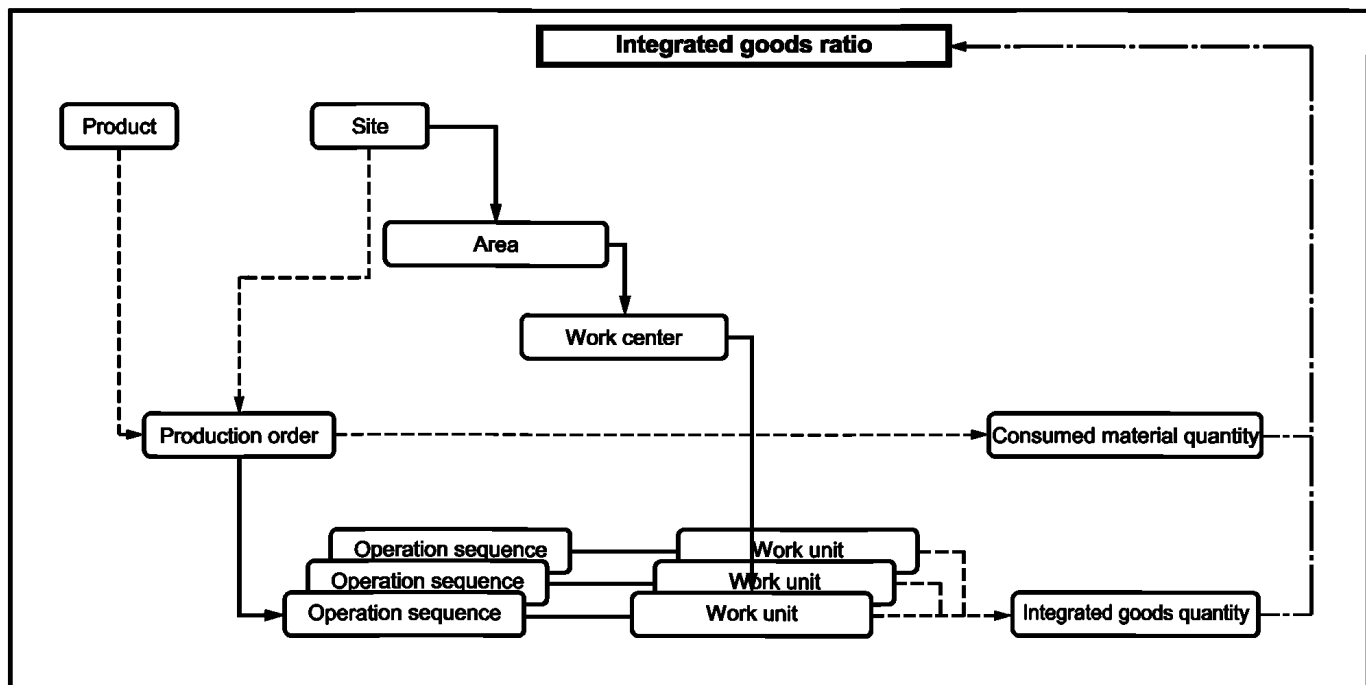 Integrated goods ratio
Product
Site
Area
Work center
Production order
Consumed material quantity
Operation sequence
Work unit
Operation sequence
Work unit
Operation sequence
Work unit
Integrated goods quantity